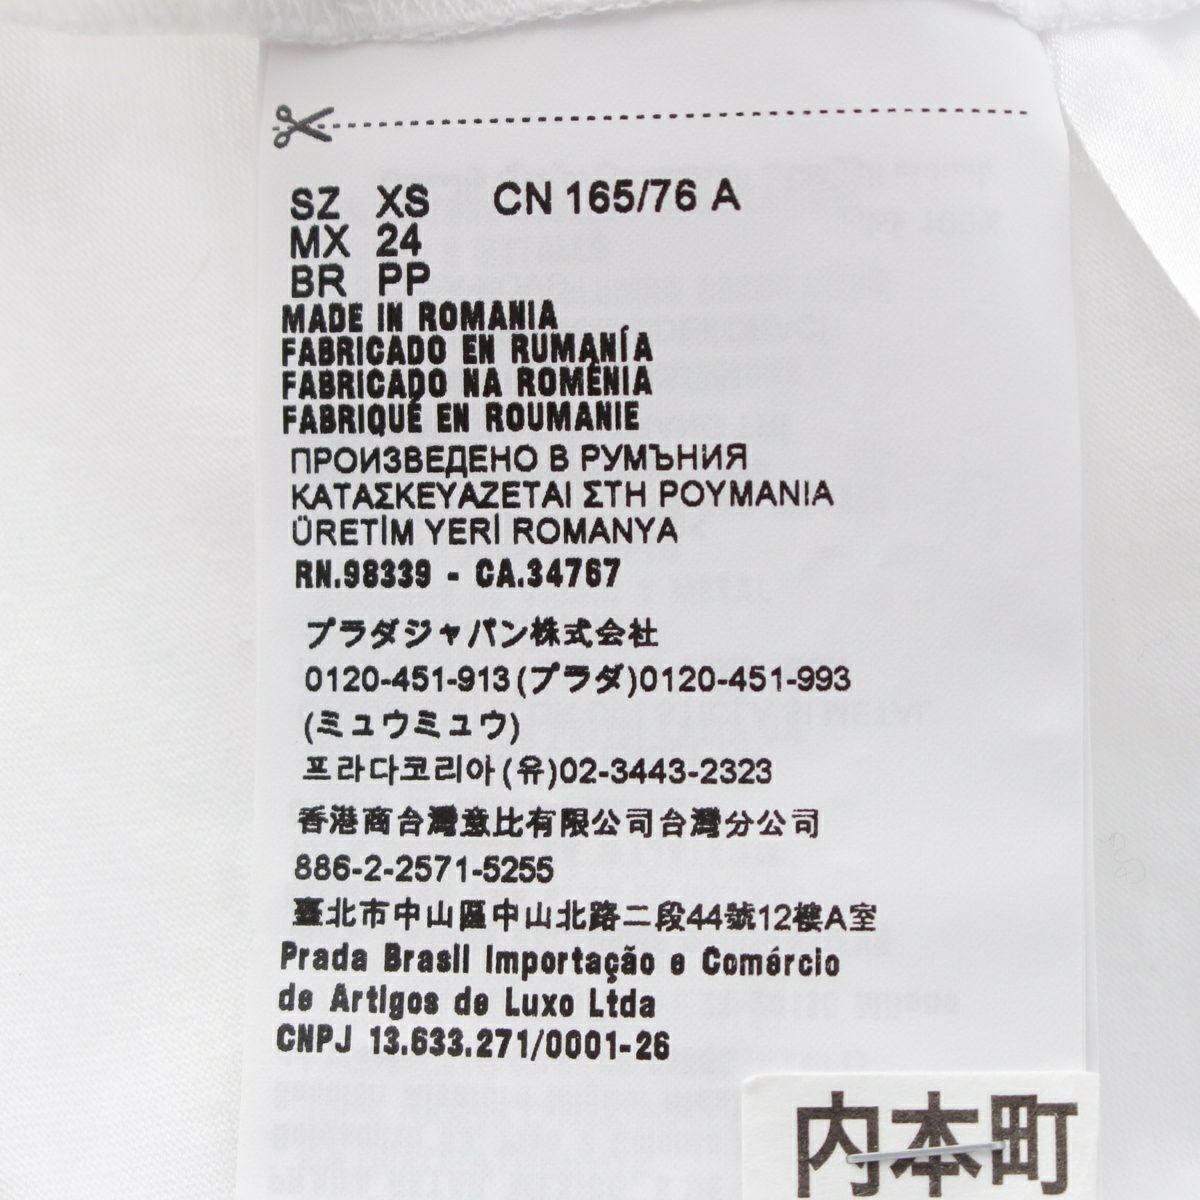 SZ XS CN 165/76 A
MX 24
BR PP
MADE IN ROMANIA
FABRICADO EN RUMANÍA
FABRICADO NA ROMÊNIA
FABRIQUÉ EN ROUMANIE
ПРОИЗВЕДЕНО В РУМЪНИЯ
ΚΑΤΑΣΚΕΥΑΖΕΤΑΙ ΣΤΗ ΡΟΥΜΑΝΙΑ
ÜRETİM YERİ ROMANYA
RN.98339 - CA.34767
プラダジャパン株式会社
0120-451-913(プラダ)0120-451-993
(ミュウミュウ)
프라다코리아(유)02-3443-2323
香港商台灣意比有限公司台灣分公司
886-2-2571-5255
臺北市中山區中山北路二段44號12樓A室
Prada Brasil Importação e Comércio
de Artigos de Luxo Ltda
CNPJ 13.633.271/0001-26
内本町